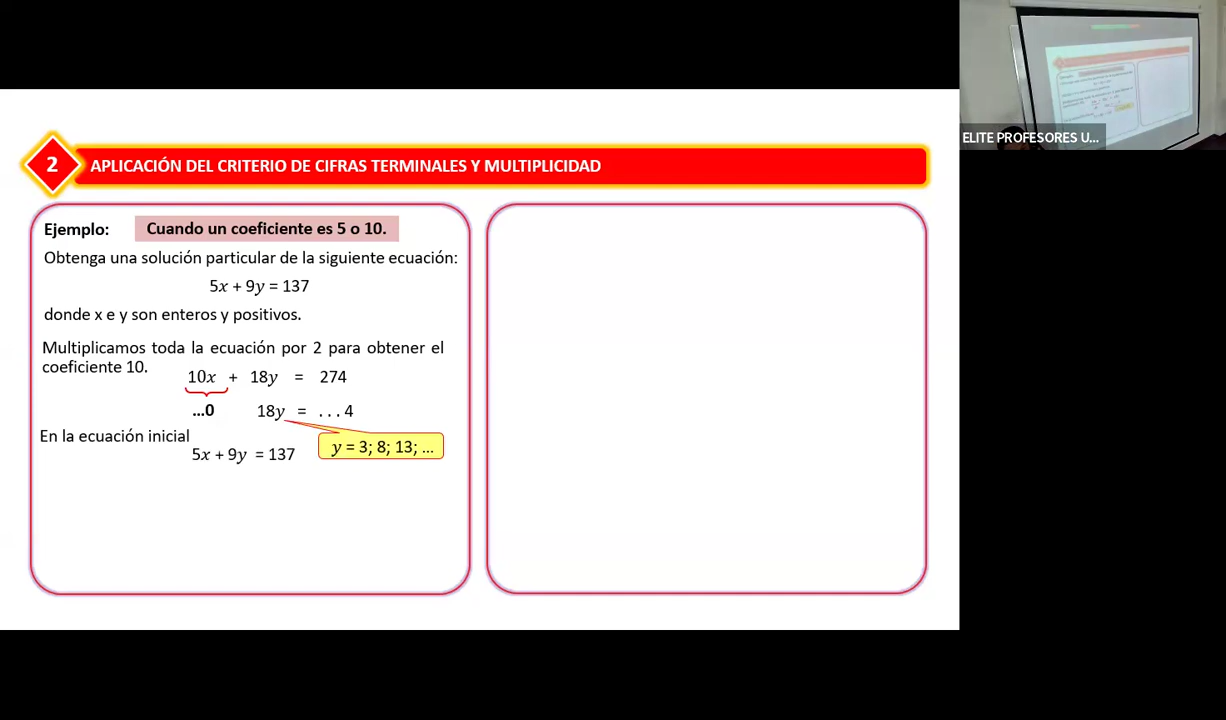 2
APLICACIÓN DEL CRITERIO DE CIFRAS TERMINALES Y MULTIPLICIDAD
Ejemplo: Cuando un coeficiente es 5 o 10.
Obtenga una solución particular de la siguiente ecuación:
5x + 9y = 137
donde x e y son enteros y positivos.
Multiplicamos toda la ecuación por 2 para obtener el
coeficiente 10.
10x + 18y = 274
...0 18y = ...4
En la ecuación inicial
y = 3; 8; 13; ...
5x + 9y = 137
ELITE PROFESORES U...